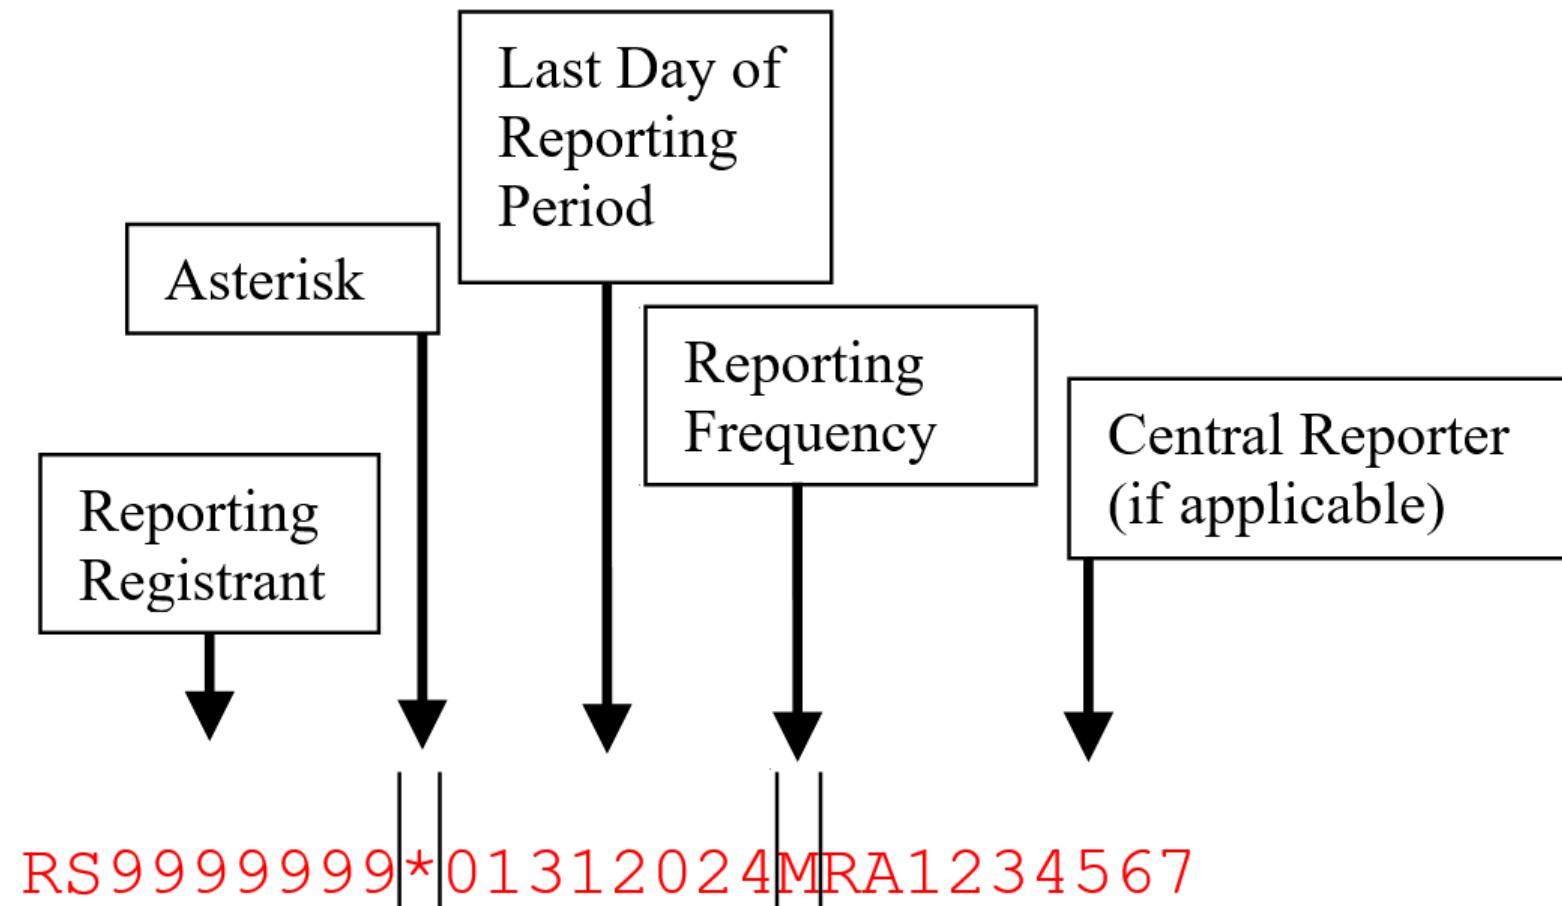 Last Day of
Reporting
Period
Asterisk
Reporting
Frequency
Central Reporter
(if applicable)
Reporting
Registrant
RS9999999*01312024MRA1234567